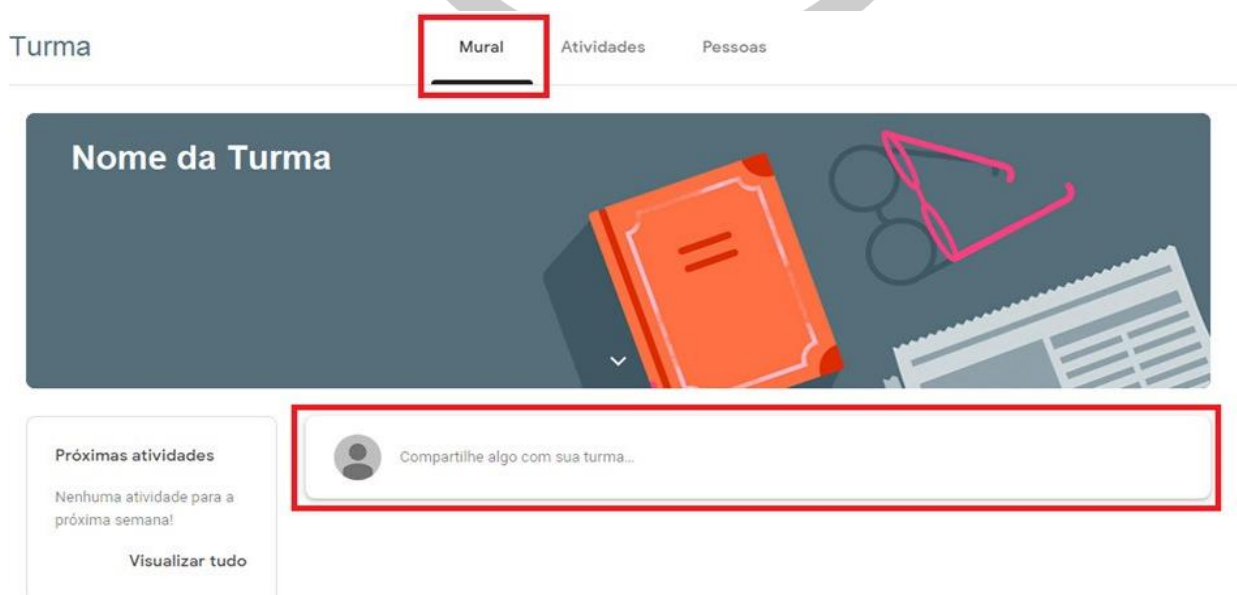 Turma
Mural
Atividades
Pessoas
Nome da Turma
Próximas atividades
Nenhuma atividade para a
próxima semana!
Visualizar tudo
Compartilhe algo com sua turma...